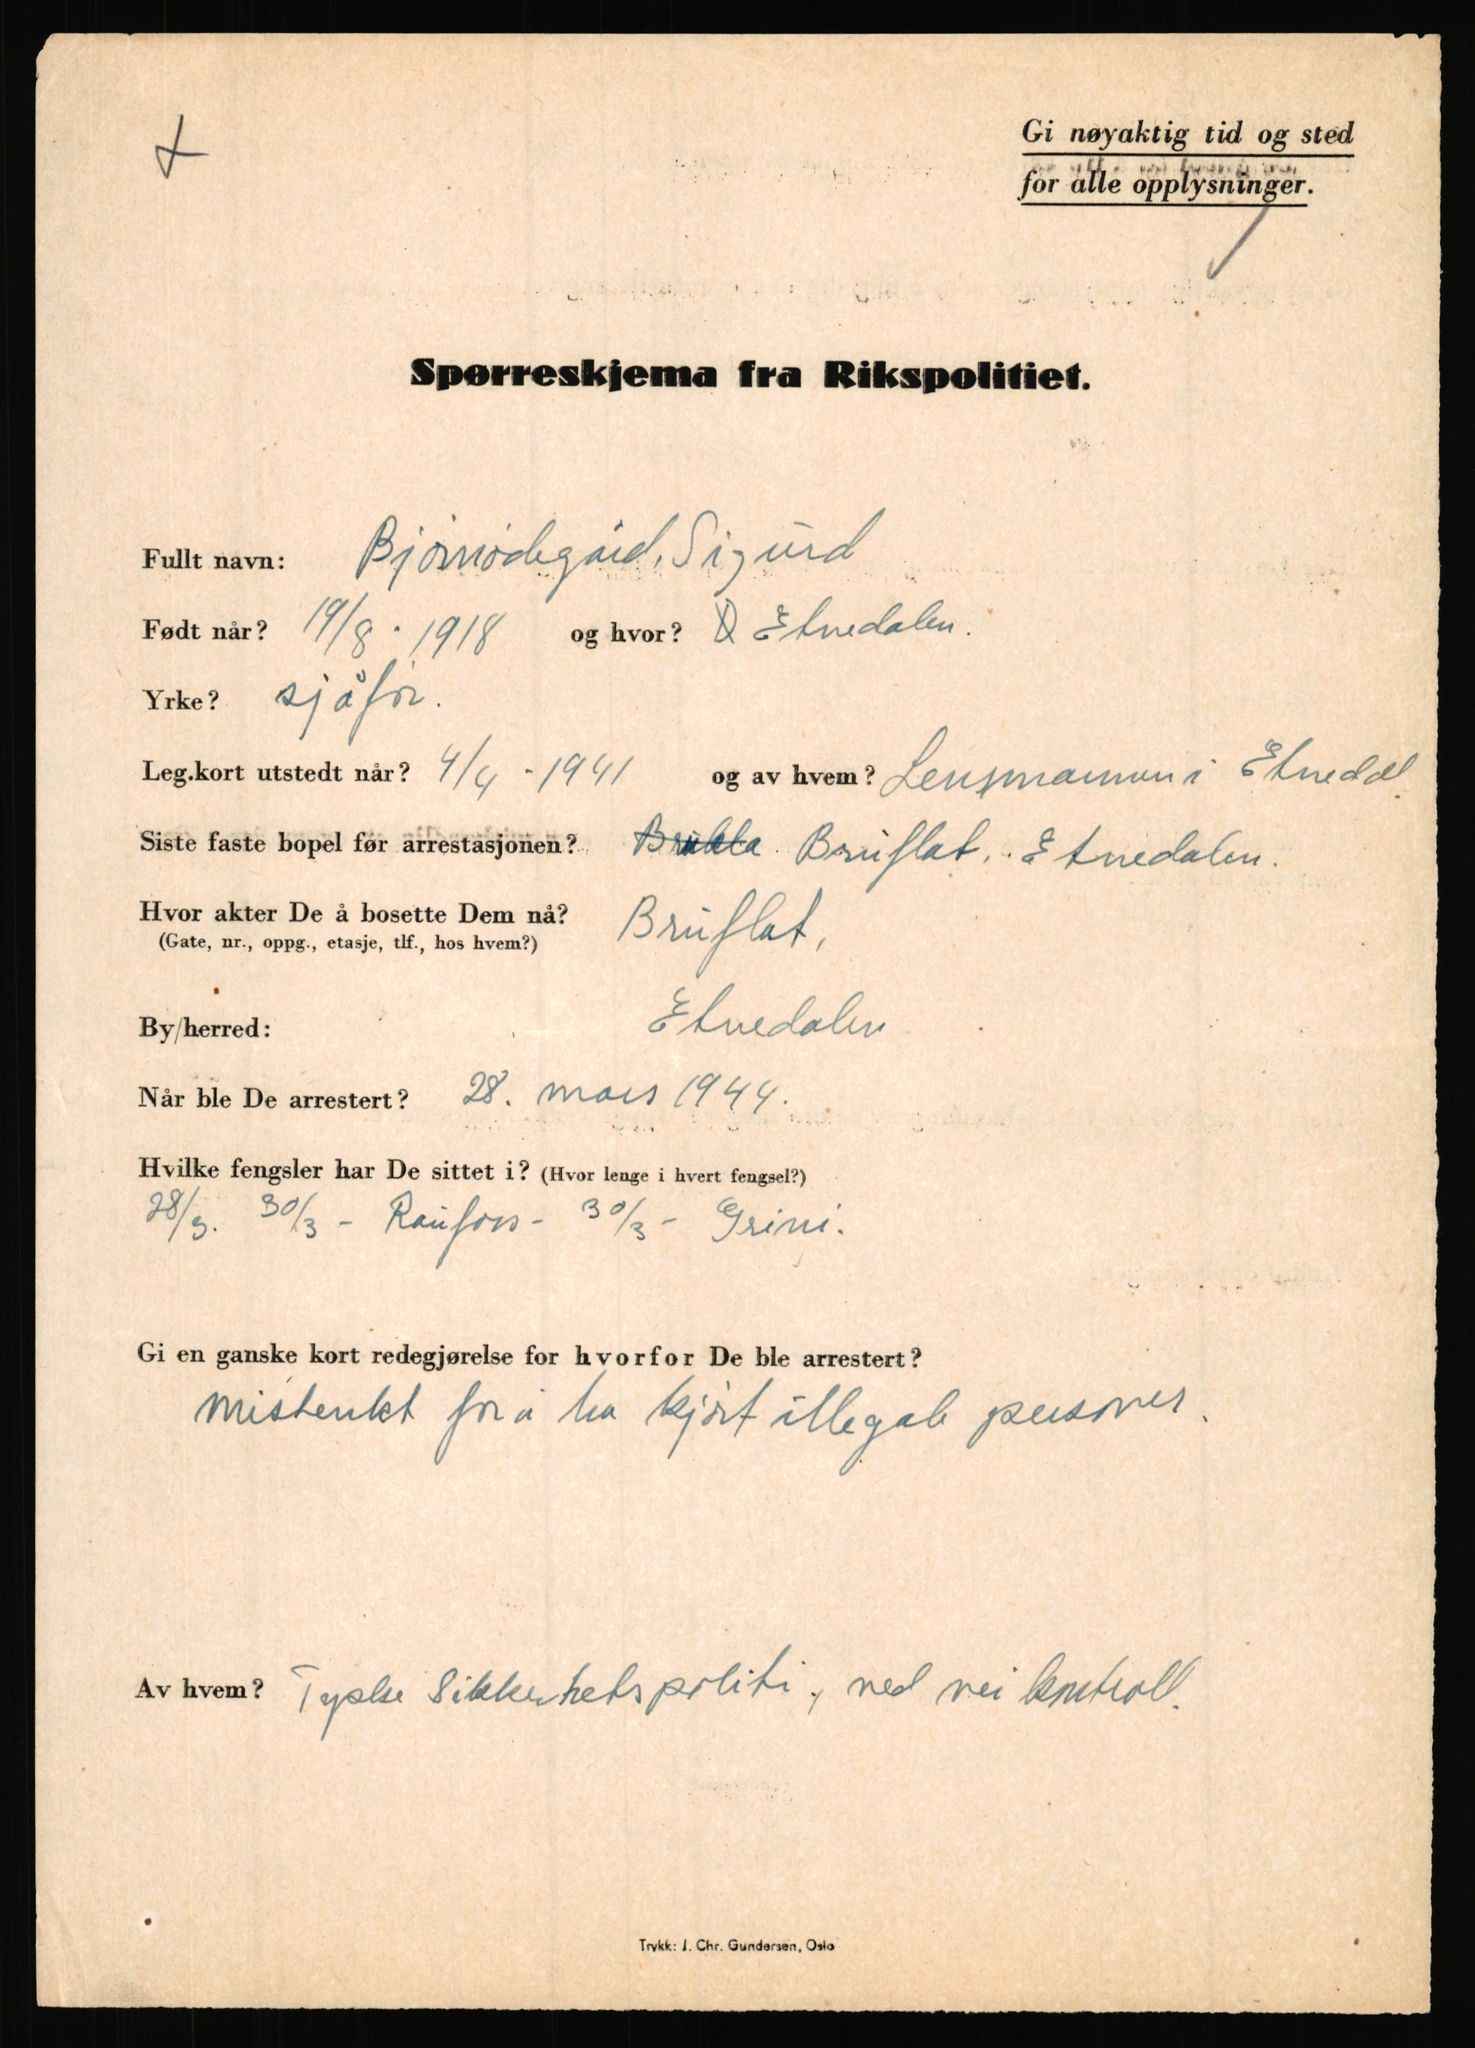 Gi nøyaktig tid og sted
for alle opplysninger.
Spørreskjema fra Rikspolitiet.
Fullt navn: Bjørnødegård, Sigurd
Født når? 19/8 - 1918 og hvor? Etnedalen.
Yrke? sjåfør.
Leg.kort utstedt når? 4/4 - 1941 og av hvem? Lensmannen i Etnedal.
Siste faste bopel før arrestasjonen? Bruflat, Etnedalen.
Hvor akter De å bosette Dem nå? Bruflat,
(Gate, nr., oppg., etasje, tlf., hos hvem?)
By/herred: Etnedalen
Når ble De arrestert? 28. mars 1944.
Hvilke fengsler har De sittet i? (Hvor lenge i hvert fengsel?)
28/3. 30/3 - Raufoss - 30/3 - Grini.
Gi en ganske kort redegjørelse for hvorfor De ble arrestert?
mistenkt for å ha kjørt illegale personer.
Av hvem? Tyske Sikkerhetspoliti, ved veikontroll.
Trykk: J. Chr. Gundersen, Oslo